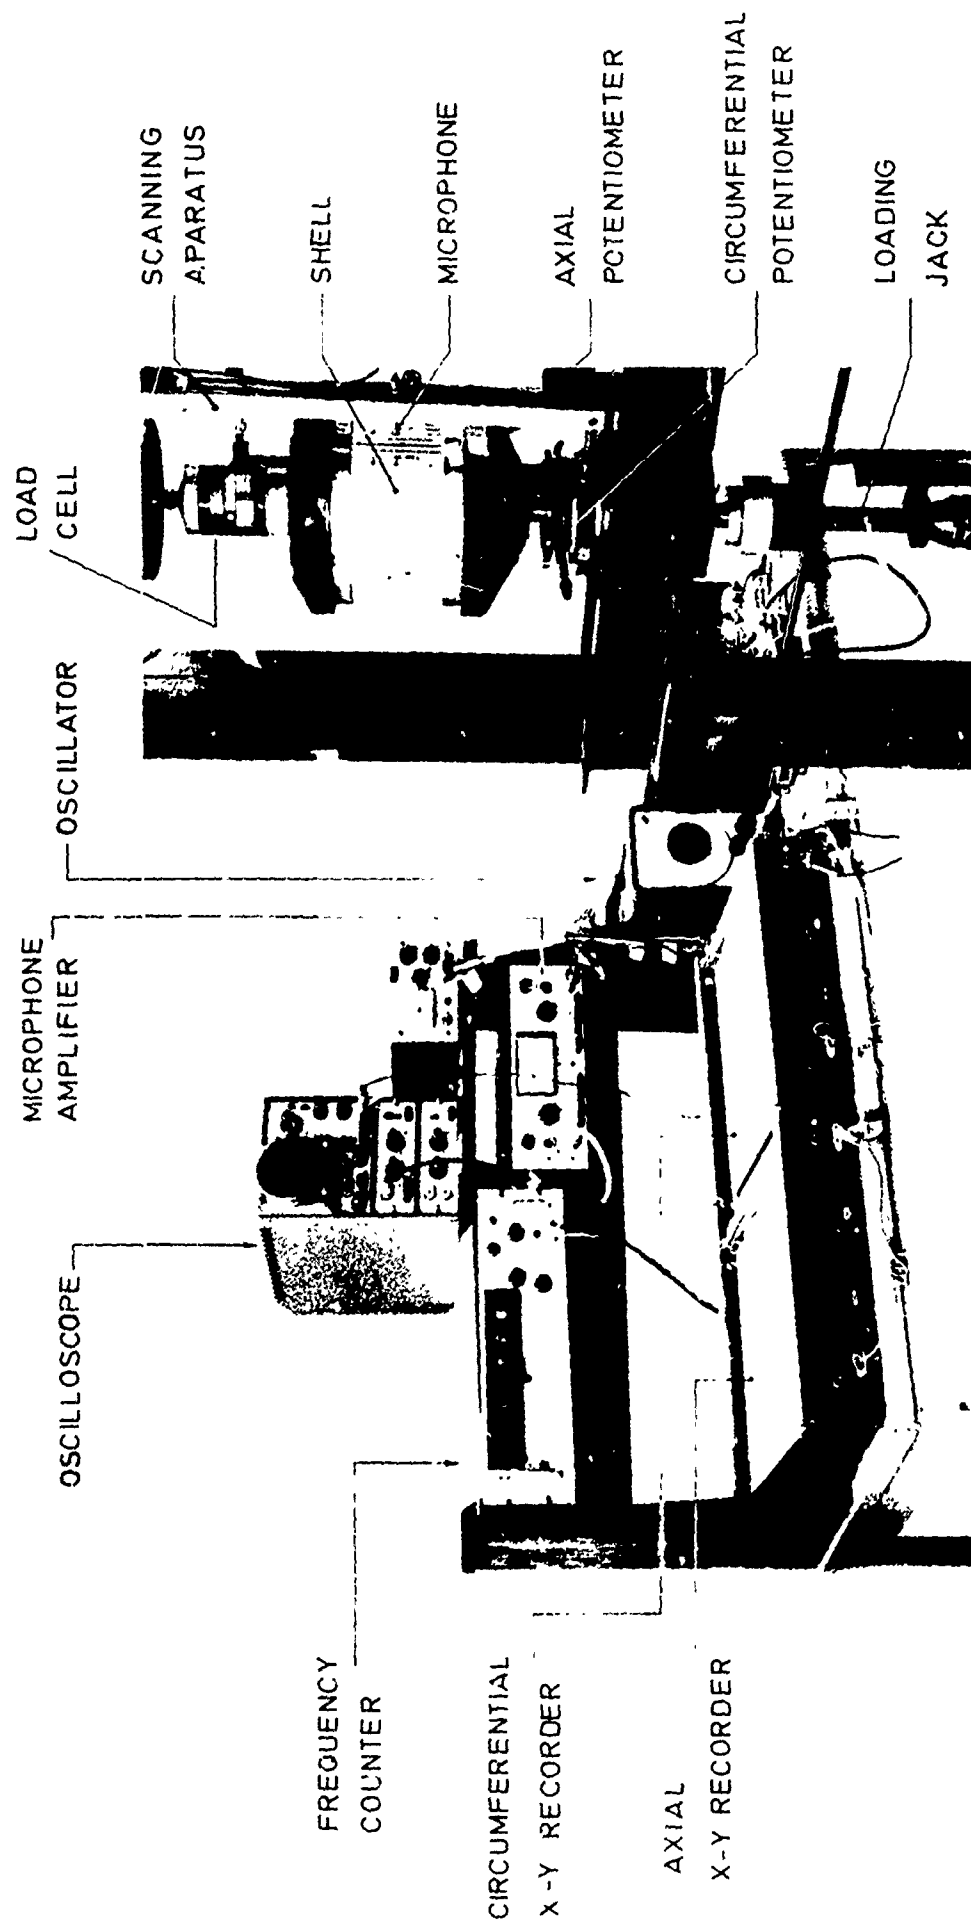 LOAD
CELL
OSCILLATOR
MICROPHONE
AMPLIFIER
OSCILLOSCOPE
FREQUENCY
COUNTER
CIRCUMFERENTIAL
X-Y RECORDER
AXIAL
X-Y RECORDER
SCANNING
APPARATUS
SHELL
MICROPHONE
AXIAL
POTENTIOMETER
CIRCUMFERENTIAL
POTENTIOMETER
LOADING
JACK